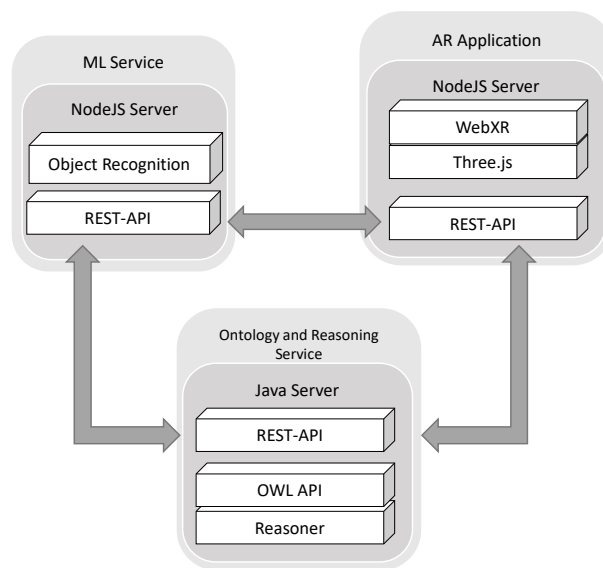 ML Service
NodeJS Server
Object Recognition
REST-API
AR Application
NodeJS Server
WebXR
Three.js
REST-API
Ontology and Reasoning
Service
Java Server
REST-API
OWL API
Reasoner